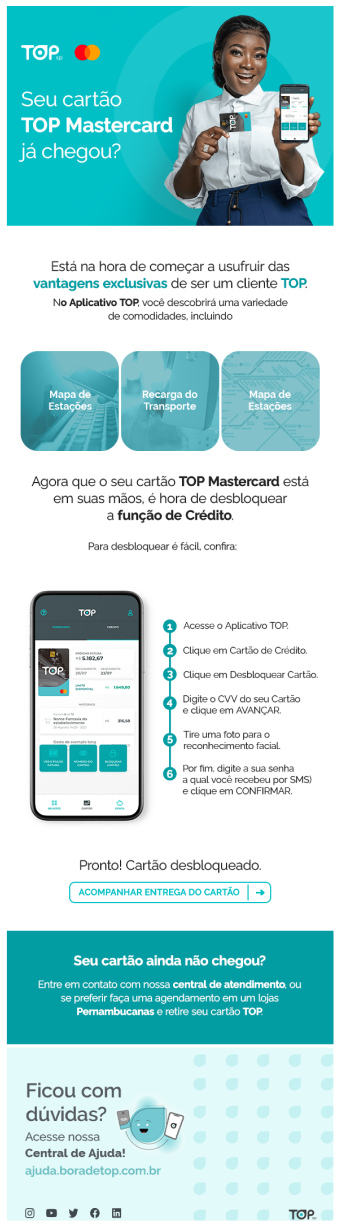 TOP sp
Seu cartão
TOP Mastercard
já chegou?
TOP
Está na hora de começar a usufruir das
vantagens exclusivas de ser um cliente TOP.
No Aplicativo TOP, você descobrirá uma variedade
de comodidades, incluindo
Mapa de
Estações
Recarga do
Transporte
Mapa de
Estações
Agora que o seu cartão TOP Mastercard está
em suas mãos, é hora de desbloquear
a função de Crédito.
Para desbloquear é fácil, confira:
TOP
TOP
R$ 5.182,67
R$ 1.649,80
216,58
1 Acesse o Aplicativo TOP.
2 Clique em Cartão de Crédito.
3 Clique em Desbloquear Cartão.
4 Digite o CVV do seu Cartão
e clique em AVANÇAR.
5 Tire uma foto para o
reconhecimento facial.
6 Por fim, digite a sua senha
a qual você recebeu por SMS)
e clique em CONFIRMAR.
Pronto! Cartão desbloqueado.
ACOMPANHAR ENTREGA DO CARTÃO
Seu cartão ainda não chegou?
Entre em contato com nossa central de atendimento, ou
se preferir faça uma agendamento em um lojas
Pernambucanas e retire seu cartão TOP.
Ficou com
dúvidas?
Acesse nossa
Central de Ajuda!
ajuda.boradetop.com.br
TOP